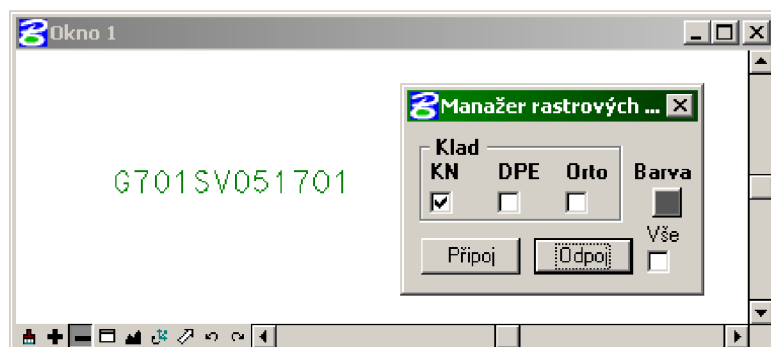 Okno 1
Manažer rastrových ...
Klad
KN DPE Orto Barva
G701SV051701
Vše
Připoj Odpoj